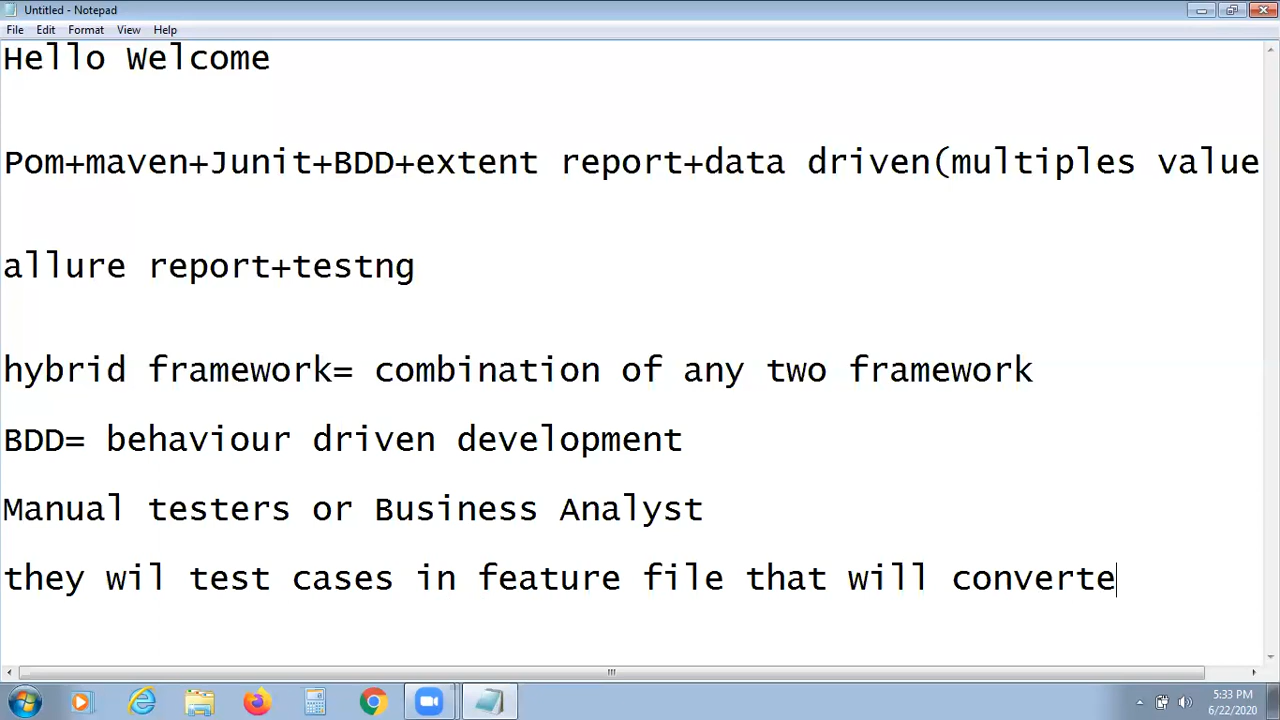 Untitled - Notepad
File Edit Format View Help
Hello Welcome
Pom+maven+Junit+BDD+extent report+data driven(multiples value
allure report+testng
hybrid framework= combination of any two framework
BDD= behaviour driven development
Manual testers or Business Analyst
they wil test cases in feature file that will converte
5:33 PM
6/22/2020